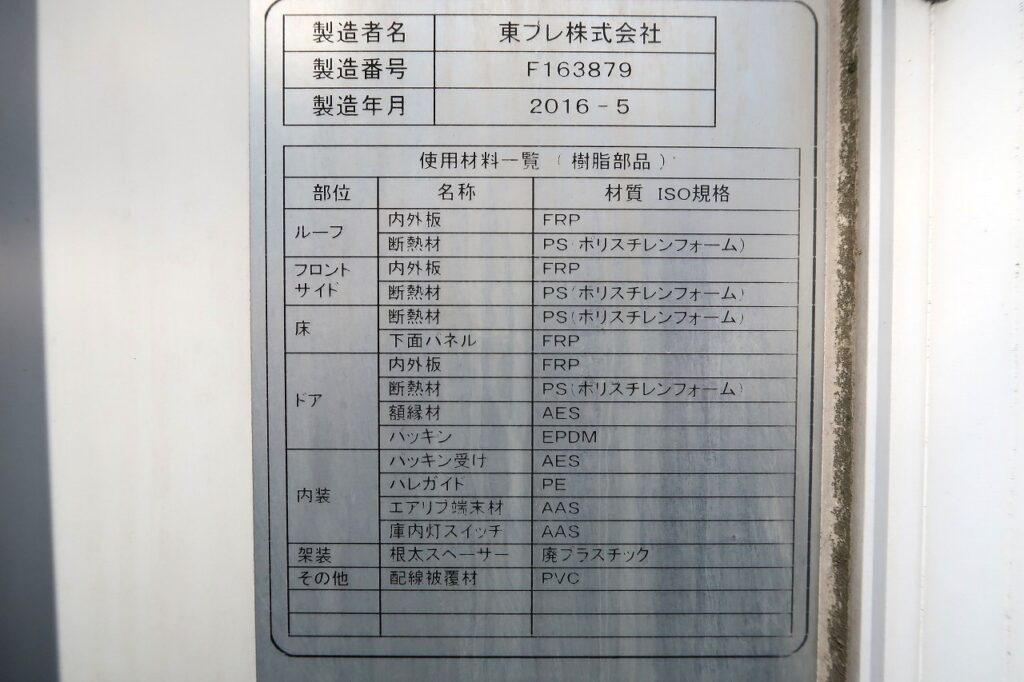 製造者名 東プレ株式会社
製造番号 F163879
製造年月 2016-5
使用材料一覧 (樹脂部品)
部位 名称 材質 ISO規格
ルーフ 内外板 FRP
断熱材 PS(ポリスチレンフォーム)
フロント サイド 内外板 FRP
断熱材 PS(ポリスチレンフォーム)
床 断熱材 PS(ポリスチレンフォーム)
下面パネル FRP
ドア 内外板 FRP
断熱材 PS(ポリスチレンフォーム)
額縁材 AES
パッキン EPDM
内装 パッキン受け AES
パレガイド PE
エアリブ端末材 AAS
庫内灯スイッチ AAS
架装 根太スペーサー 廃プラスチック
その他 配線被覆材 PVC